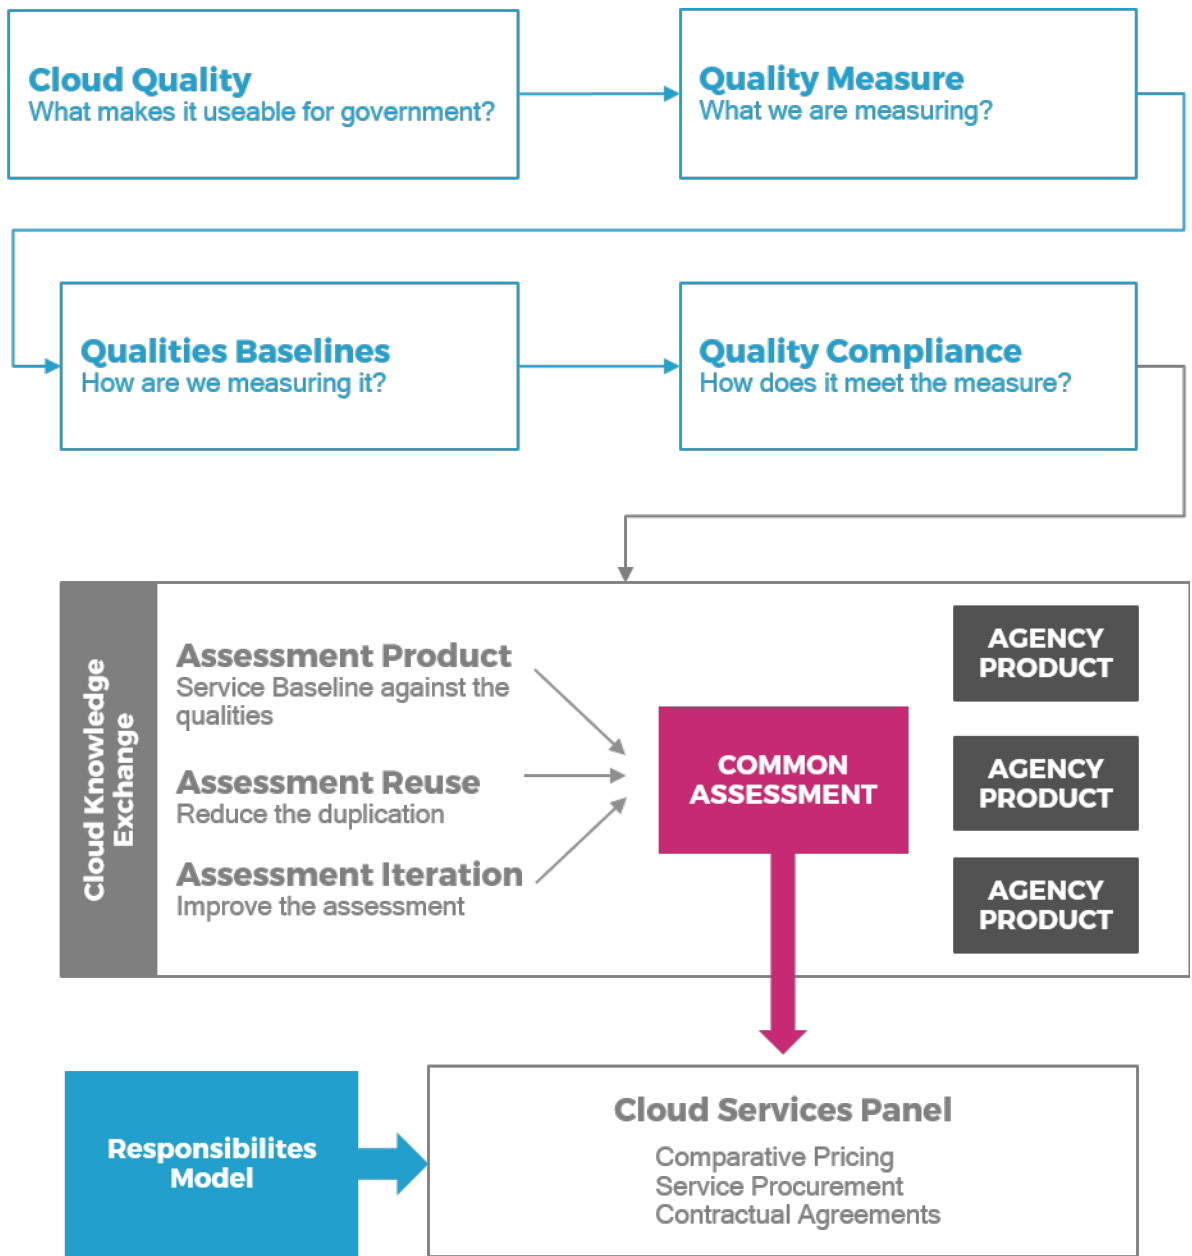 Cloud Quality
What makes it useable for government?
Quality Measure
What we are measuring?
Qualities Baselines
How are we measuring it?
Quality Compliance
How does it meet the measure?
Cloud Knowledge
Exchange
Assessment Product
Service Baseline against the
qualities
Assessment Reuse
Reduce the duplication
Assessment Iteration
Improve the assessment
COMMON
ASSESSMENT
AGENCY
PRODUCT
AGENCY
PRODUCT
AGENCY
PRODUCT
Responsibilites
Model
Cloud Services Panel
Comparative Pricing
Service Procurement
Contractual Agreements